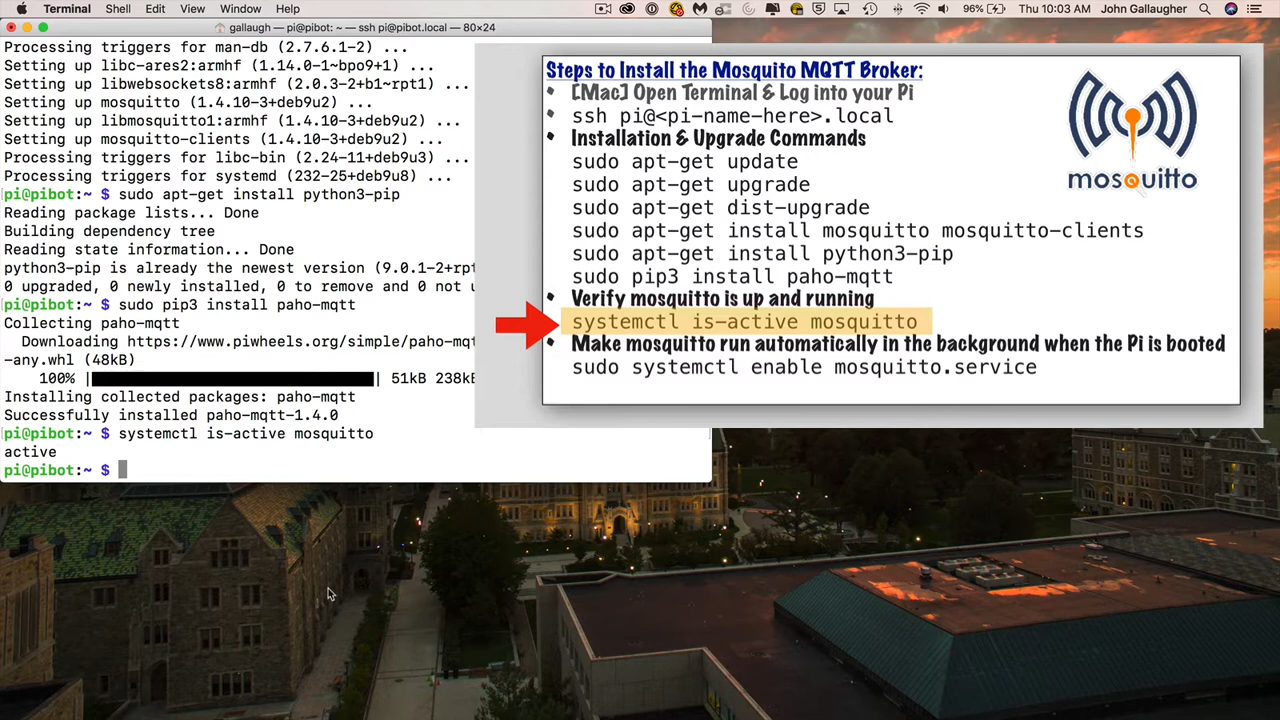 Terminal Shell Edit View Window Help
96% Thu 10:03 AM John Gallaugher
gallaugh — pi@pibot: ~ — ssh pi@pibot.local — 80×24
Processing triggers for man-db (2.7.6.1-2) ...
Setting up libc-ares2:armhf (1.14.0-1~bpo9+1) ...
Setting up libwebsockets8:armhf (2.0.3-2+b1~rpt1) ...
Setting up mosquitto (1.4.10-3+deb9u2) ...
Setting up libmosquitto1:armhf (1.4.10-3+deb9u2) ...
Setting up mosquitto-clients (1.4.10-3+deb9u2) ...
Processing triggers for libc-bin (2.24-11+deb9u3) ...
Processing triggers for systemd (232-25+deb9u8) ...
pi@pibot:~ $ sudo apt-get install python3-pip
Reading package lists... Done
Building dependency tree
Reading state information... Done
python3-pip is already the newest version (9.0.1-2+rpt
0 upgraded, 0 newly installed, 0 to remove and 0 not u
pi@pibot:~ $ sudo pip3 install paho-mqtt
Collecting paho-mqtt
Downloading https://www.piwheels.org/simple/paho-mqt
-any.whl (48kB)
100% |████████████████████████████████| 51kB 238kB
Installing collected packages: paho-mqtt
Successfully installed paho-mqtt-1.4.0
pi@pibot:~ $ systemctl is-active mosquitto
active
pi@pibot:~ $
Steps to Install the Mosquito MQTT Broker:
• [Mac] Open Terminal & Log into your Pi
• ssh pi@<pi-name-here>.local
• Installation & Upgrade Commands
sudo apt-get update
sudo apt-get upgrade
sudo apt-get dist-upgrade
sudo apt-get install mosquitto mosquitto-clients
sudo apt-get install python3-pip
sudo pip3 install paho-mqtt
• Verify mosquitto is up and running
systemctl is-active mosquitto
• Make mosquitto run automatically in the background when the Pi is booted
sudo systemctl enable mosquitto.service
mosquitto